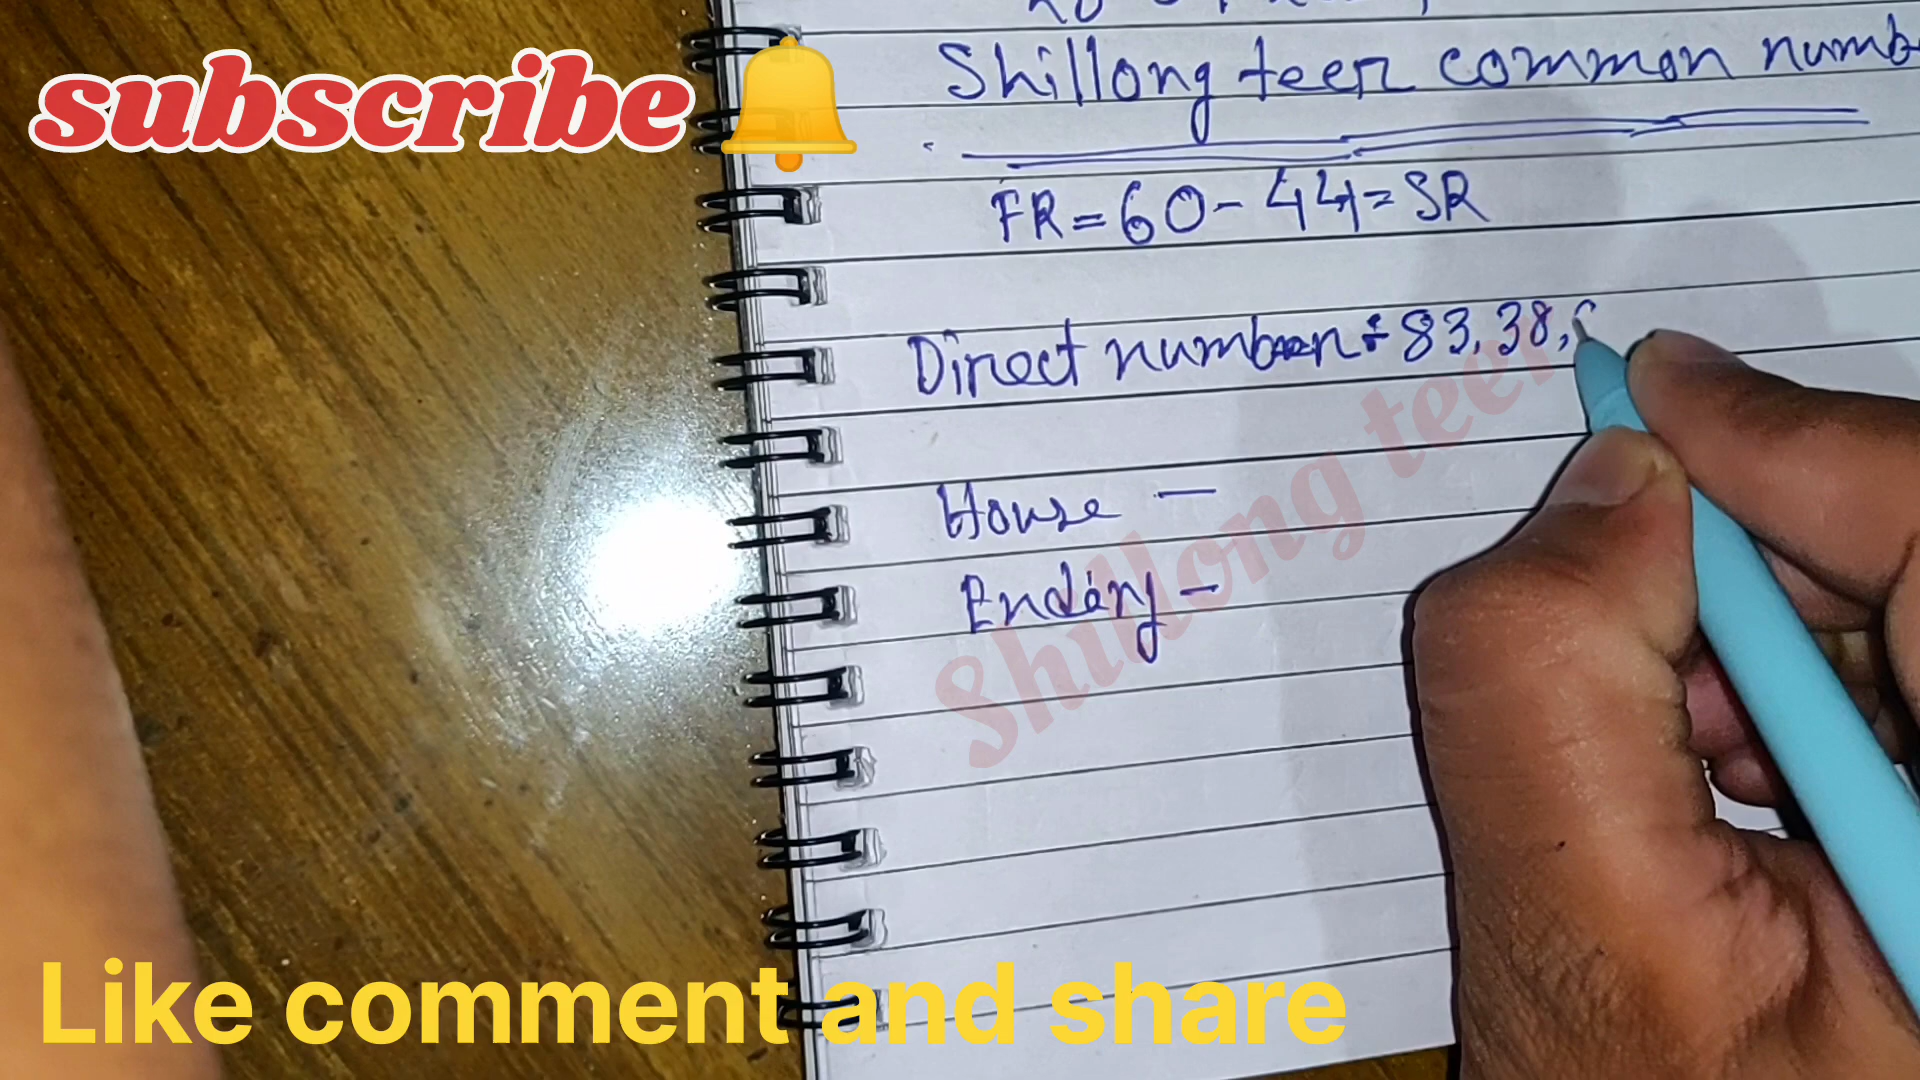 subscribe
Shillong teer common numb
FR = 60 - 44 = SR
Direct number : 83, 38,
House —
Ending —
Shillong teer
Like comment and share